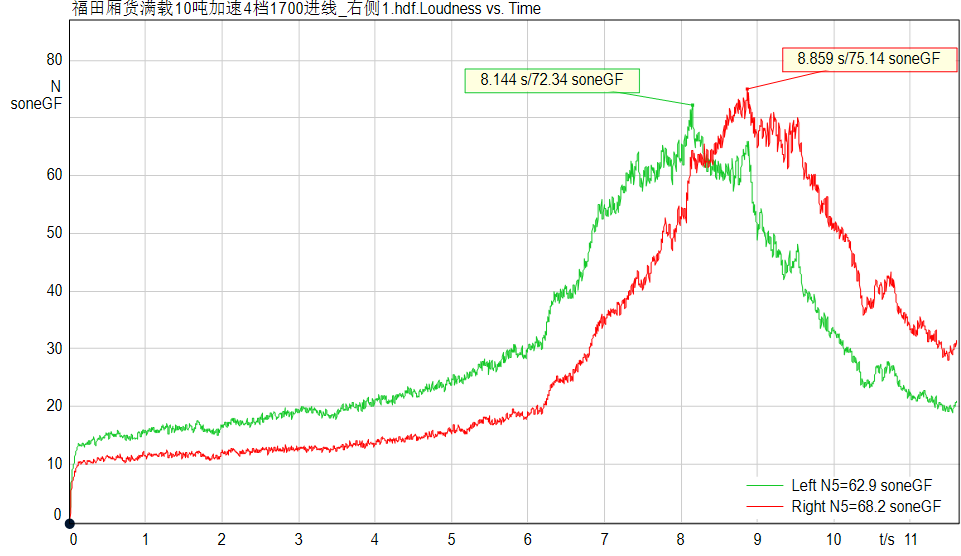 福田厢货满载10吨加速4档1700进线_右侧1.hdf.Loudness vs. Time
80
N
soneGF
8.144 s/72.34 soneGF
8.859 s/75.14 soneGF
60
50
40
30
20
10
0
Left N5=62.9 soneGF
Right N5=68.2 soneGF
0 1 2 3 4 5 6 7 8 9 10 t/s 11